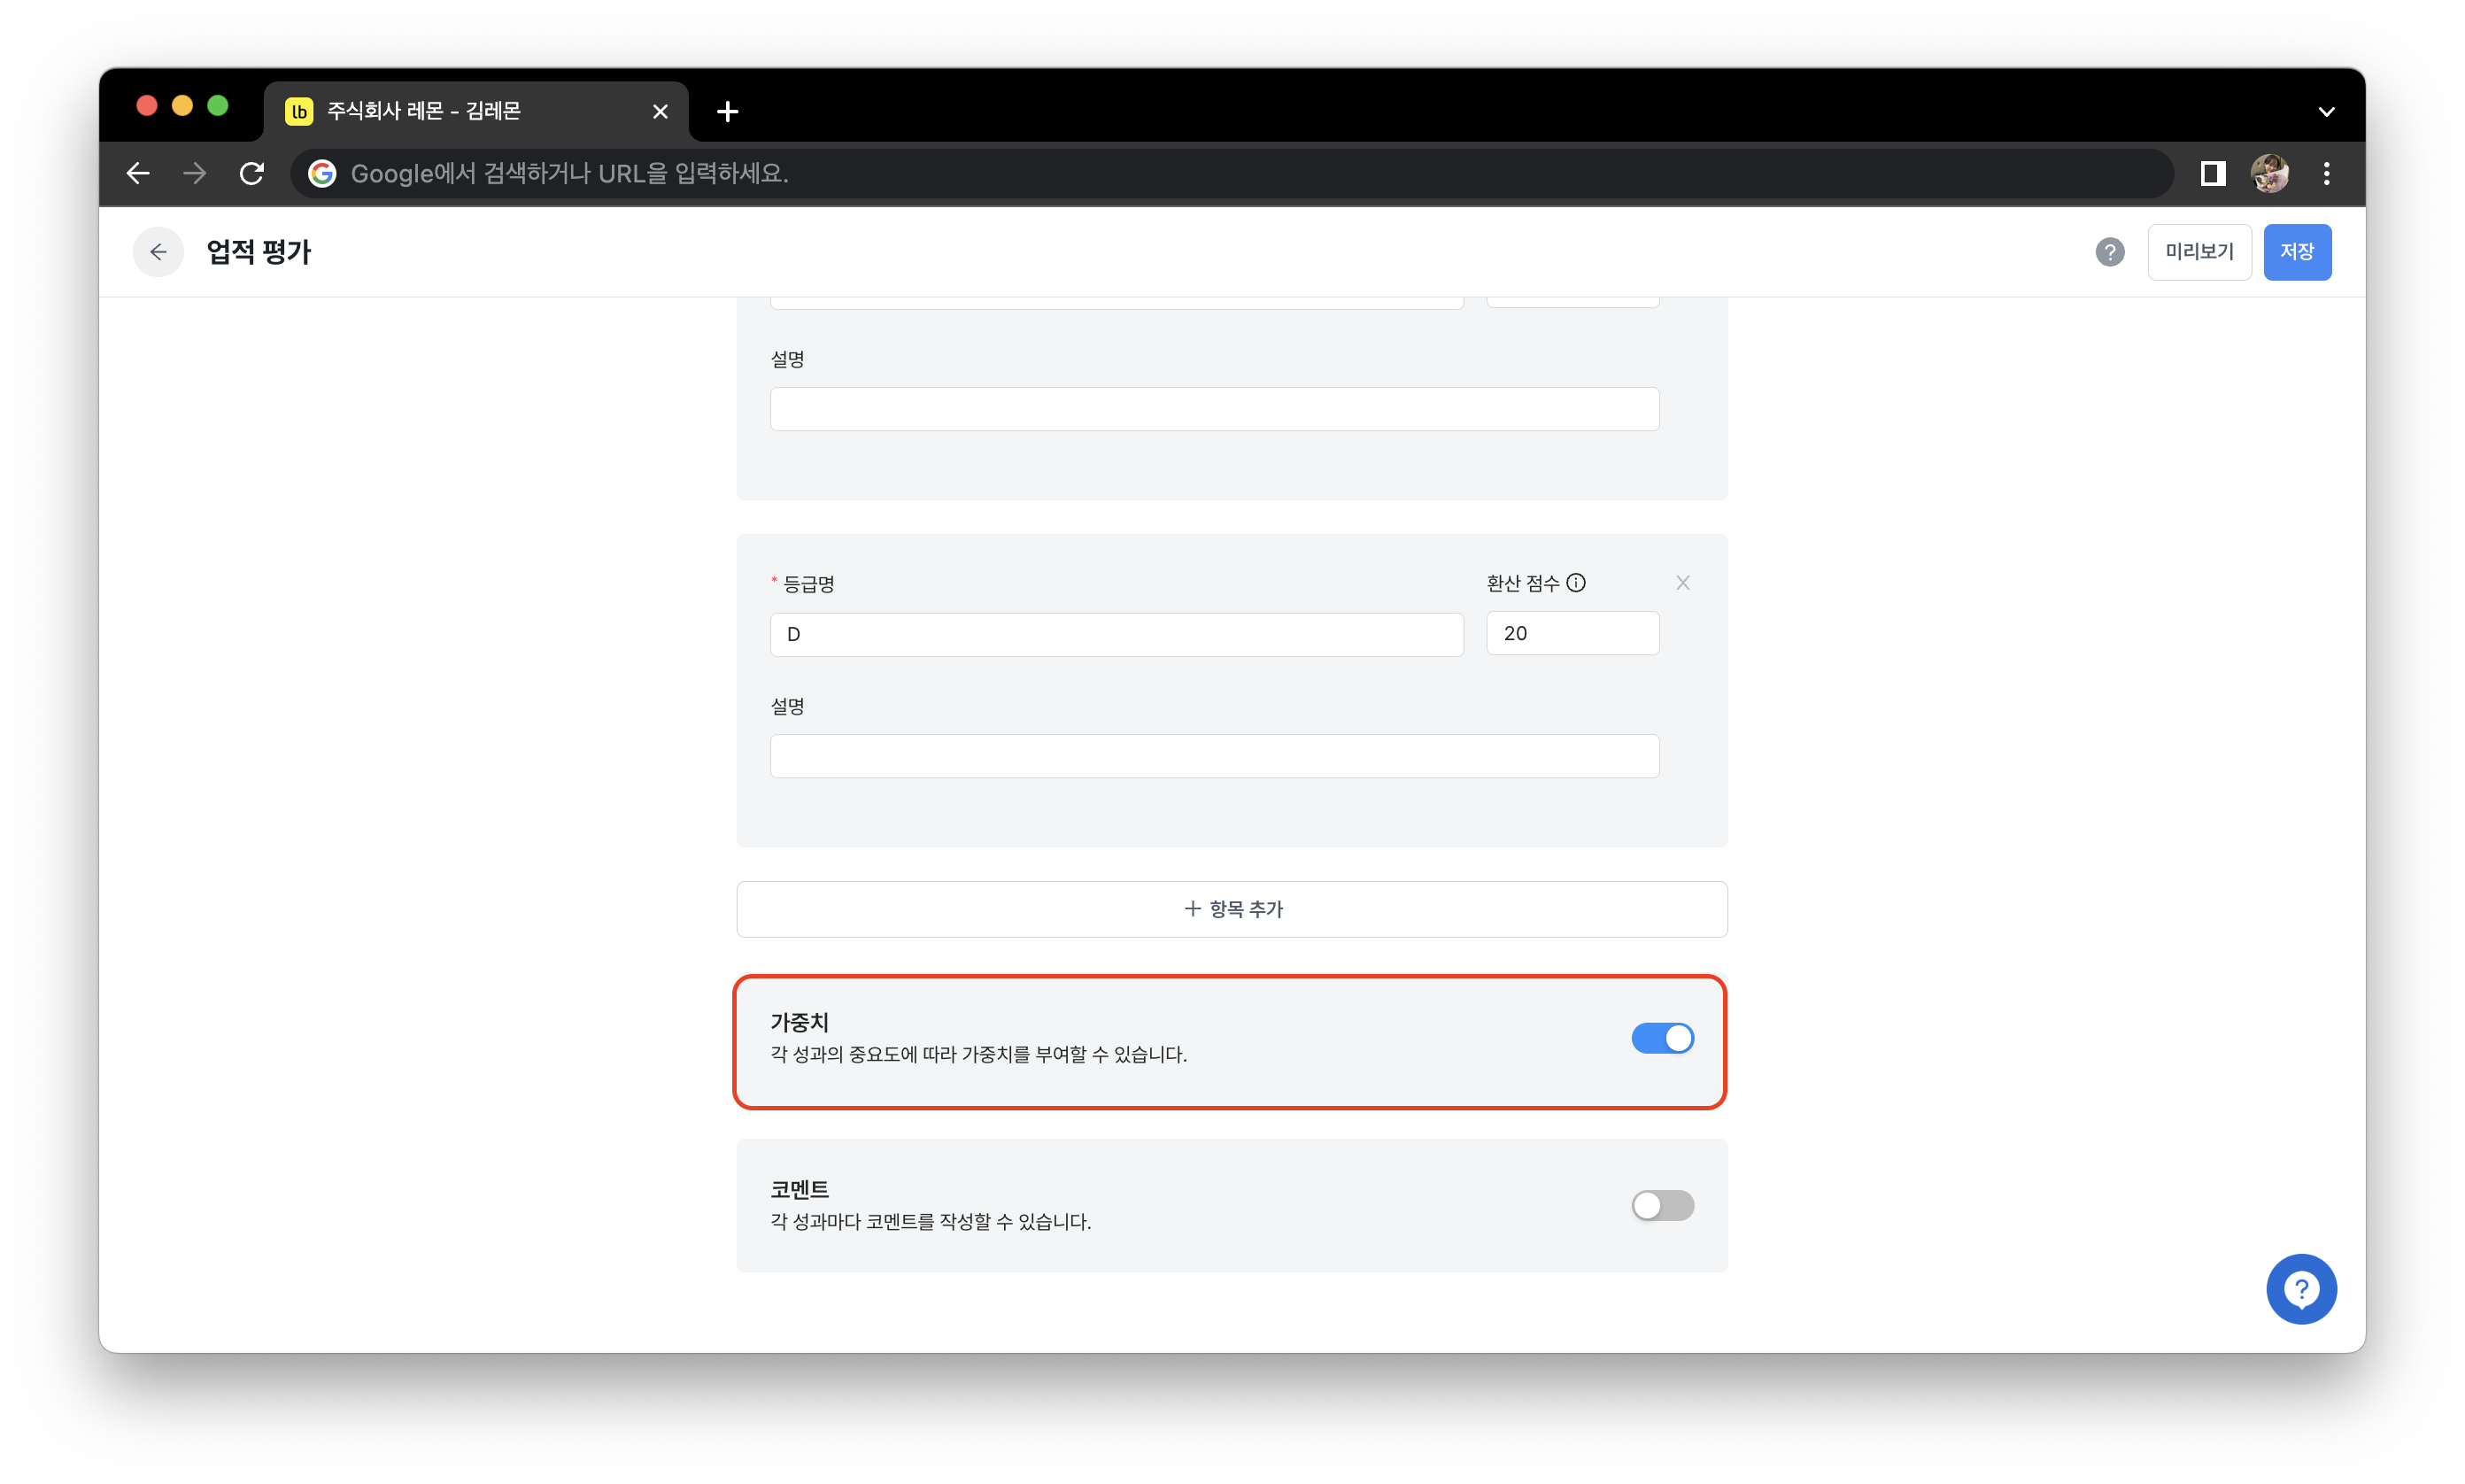 lb 주식회사 레몬 - 김레몬
Google에서 검색하거나 URL을 입력하세요.
업적 평가
?
미리보기
저장
설명
* 등급명
환산 점수
D
20
설명
+ 항목 추가
가중치
각 성과의 중요도에 따라 가중치를 부여할 수 있습니다.
코멘트
각 성과마다 코멘트를 작성할 수 있습니다.
?